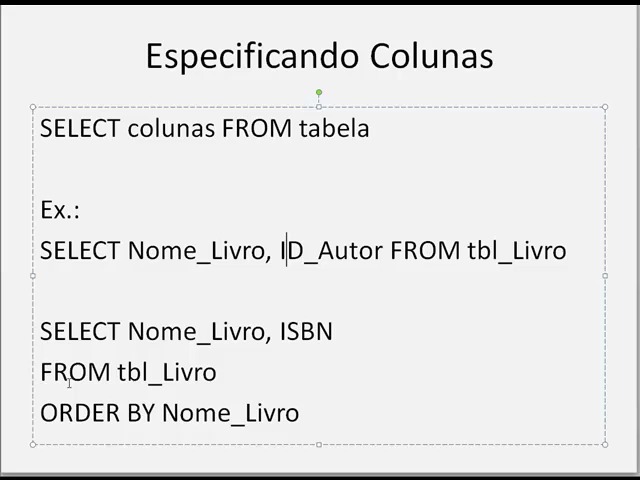 Especificando Colunas
SELECT colunas FROM tabela
Ex.:
SELECT Nome_Livro, ID_Autor FROM tbl_Livro
SELECT Nome_Livro, ISBN
FROM tbl_Livro
ORDER BY Nome_Livro